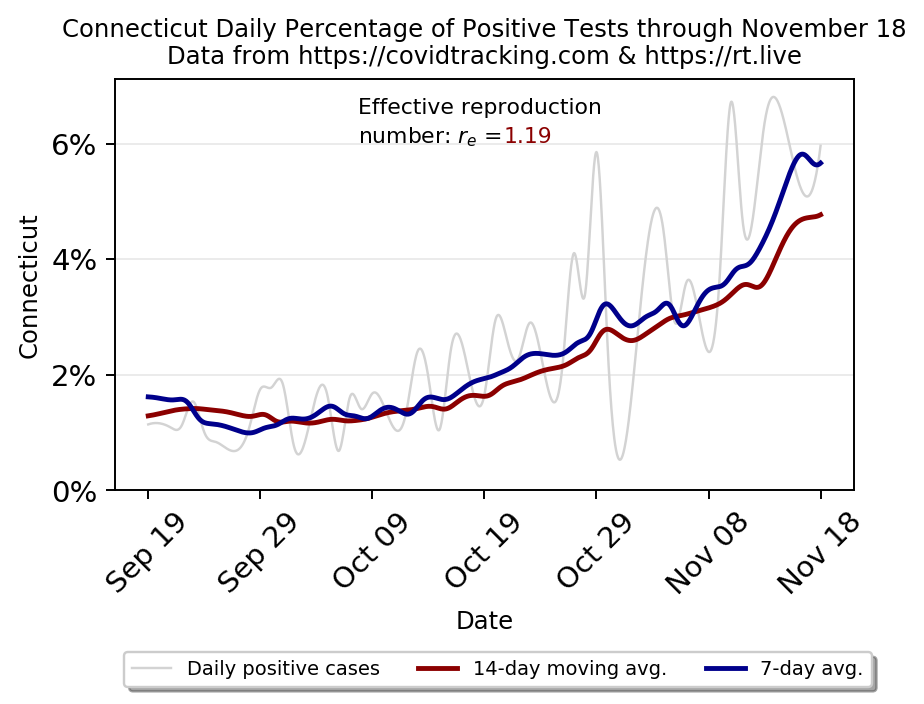 Connecticut Daily Percentage of Positive Tests through November 18
Data from https://covidtracking.com & https://rt.live
Effective reproduction
number: rₑ =1.19
6%
4%
2%
0%
Connecticut
Sep 19
Sep 29
Oct 09
Oct 19
Oct 29
Nov 08
Nov 18
Date
Daily positive cases
14-day moving avg.
7-day avg.